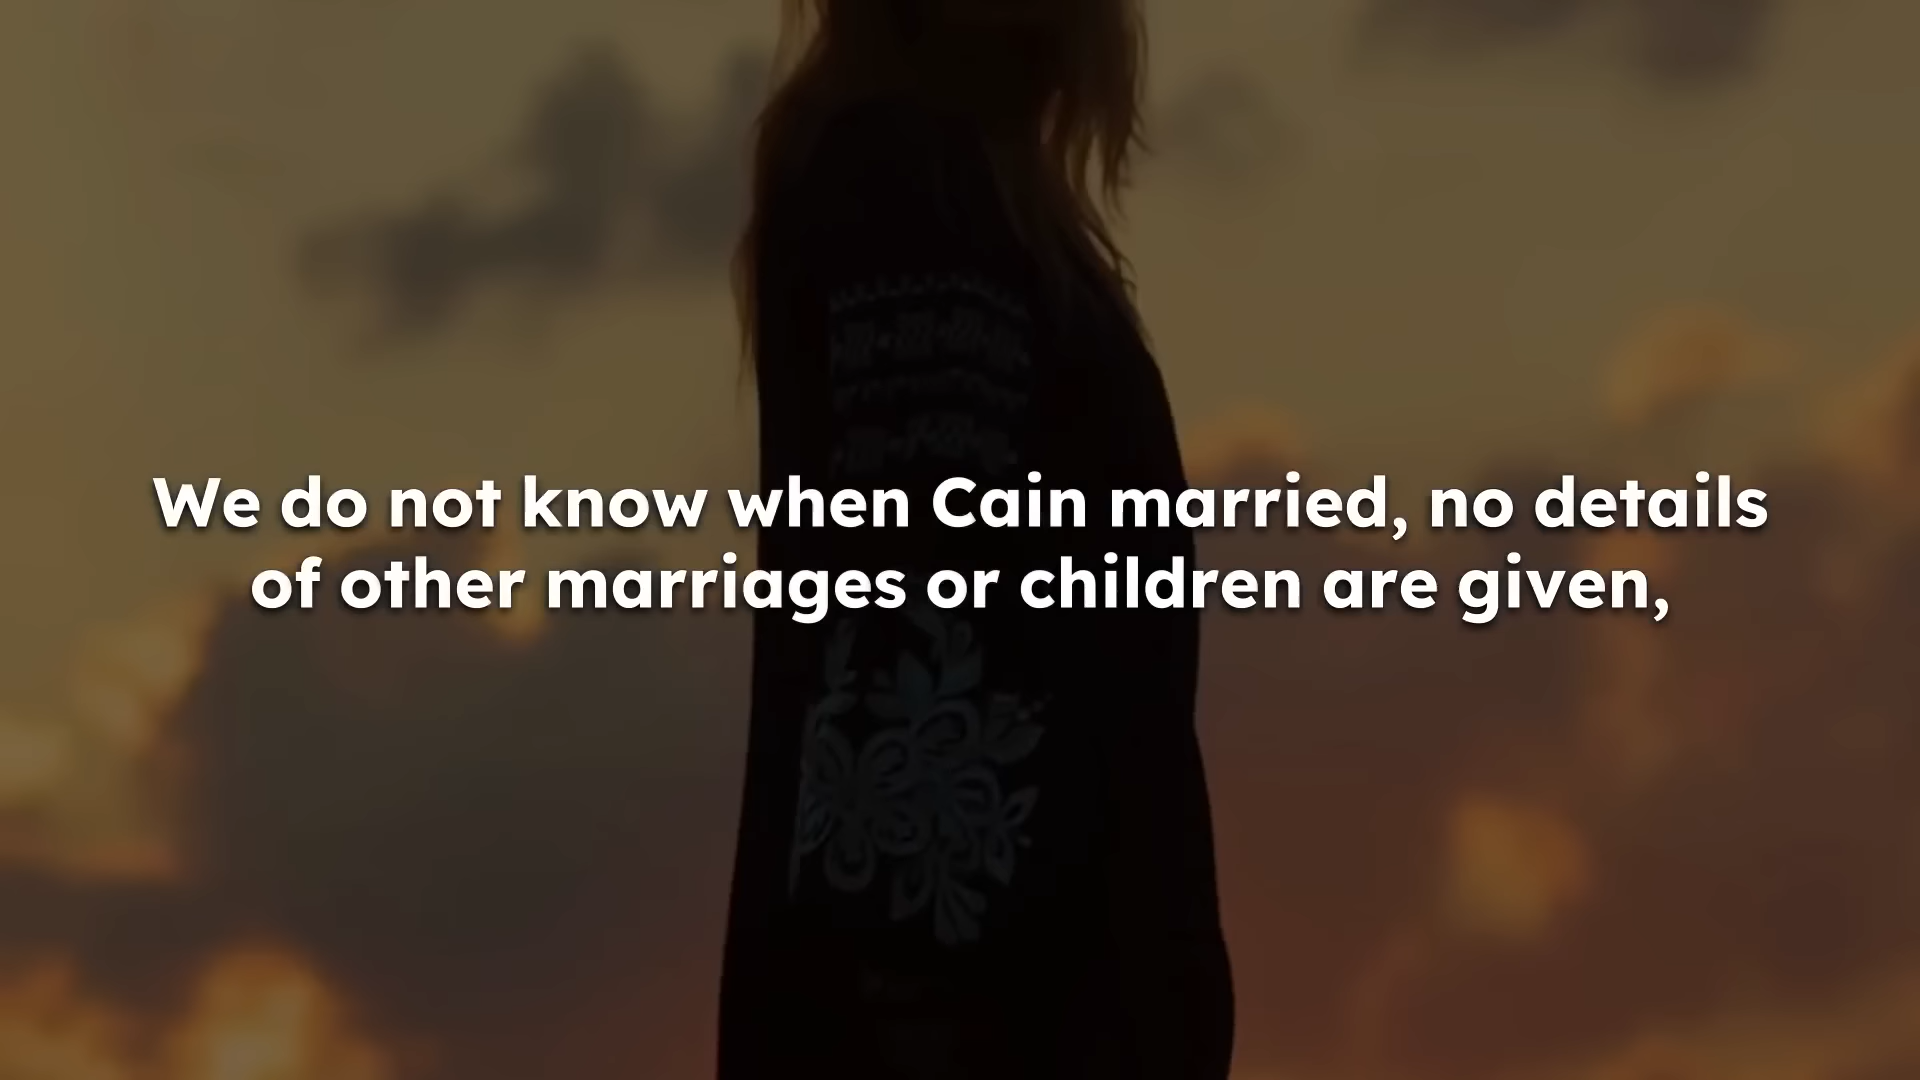 We do not know when Cain married, no details
of other marriages or children are given,